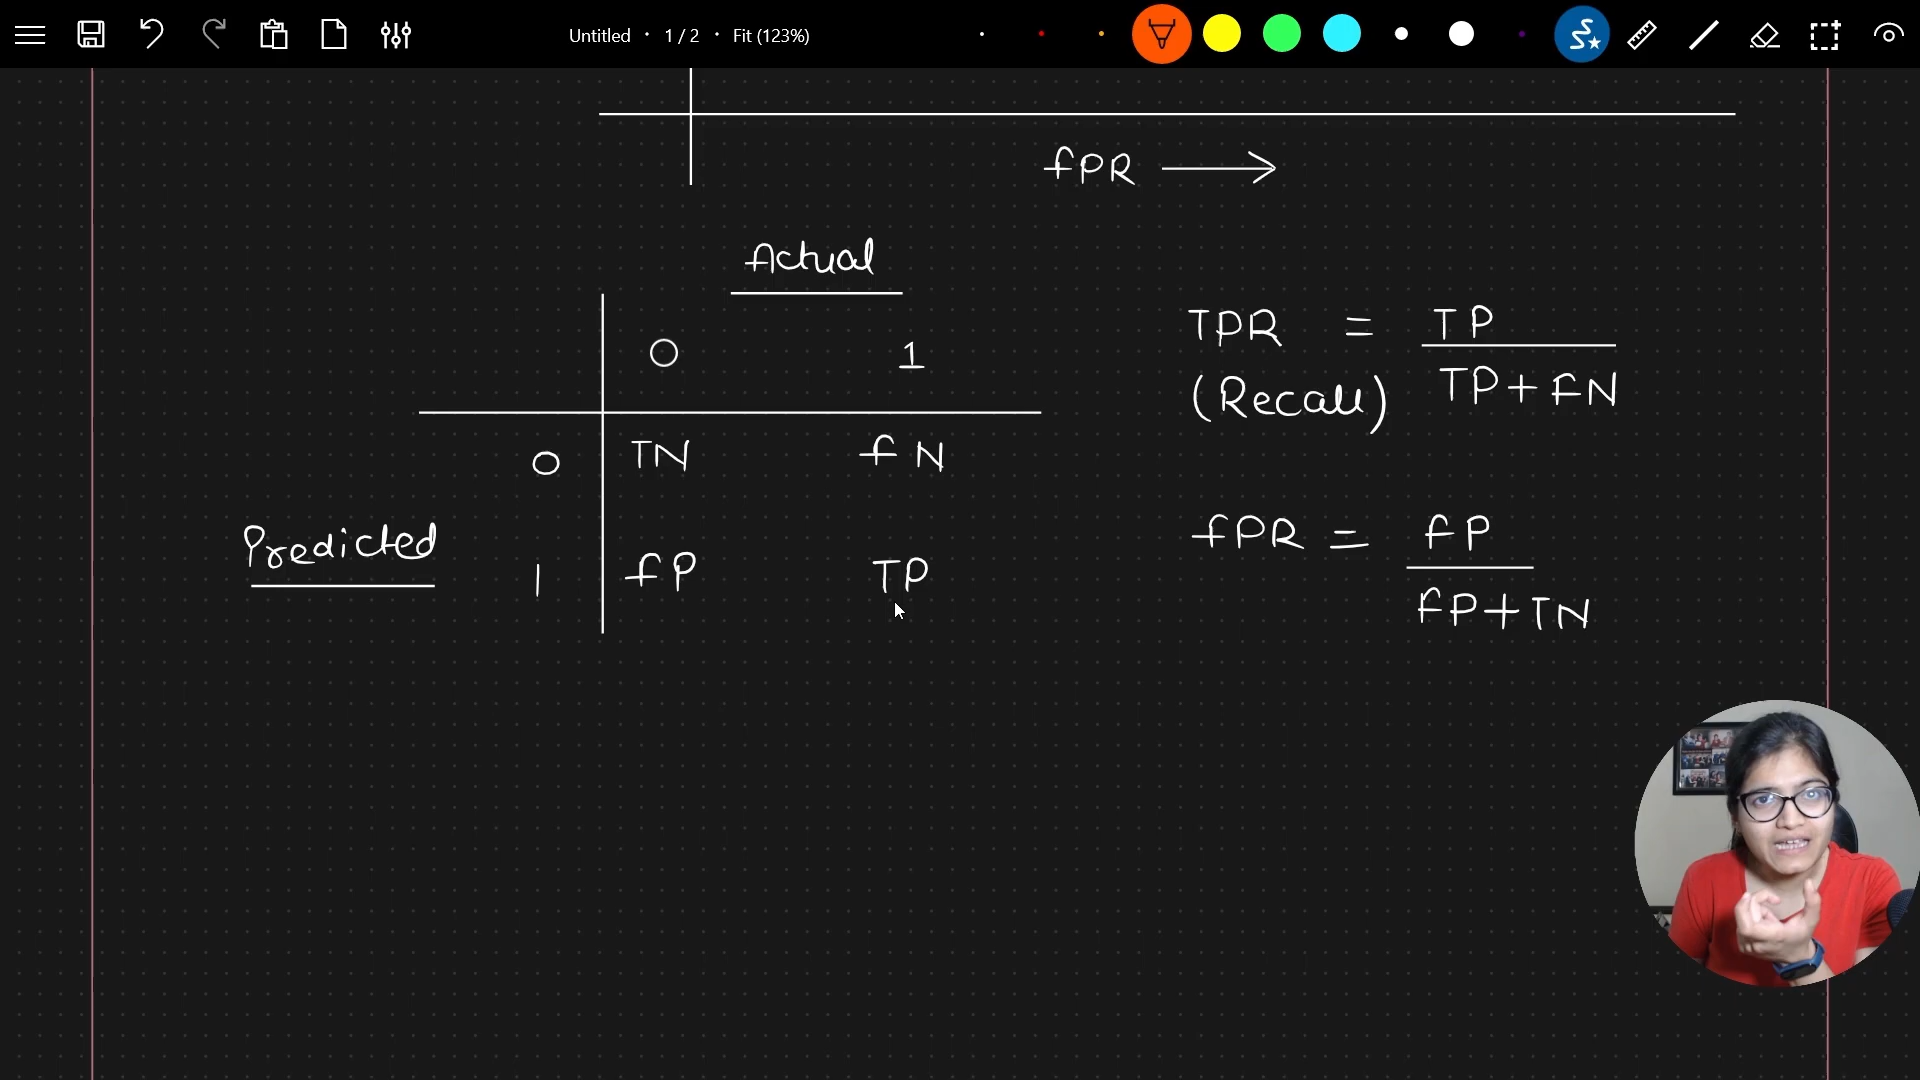 Untitled • 1 / 2 • Fit (123%)
fPR
Actual
0 1
0 TN fN
Predicted 1 fP TP
TPR = TP / TP + FN
(Recall)
fPR = fP / fP + TN